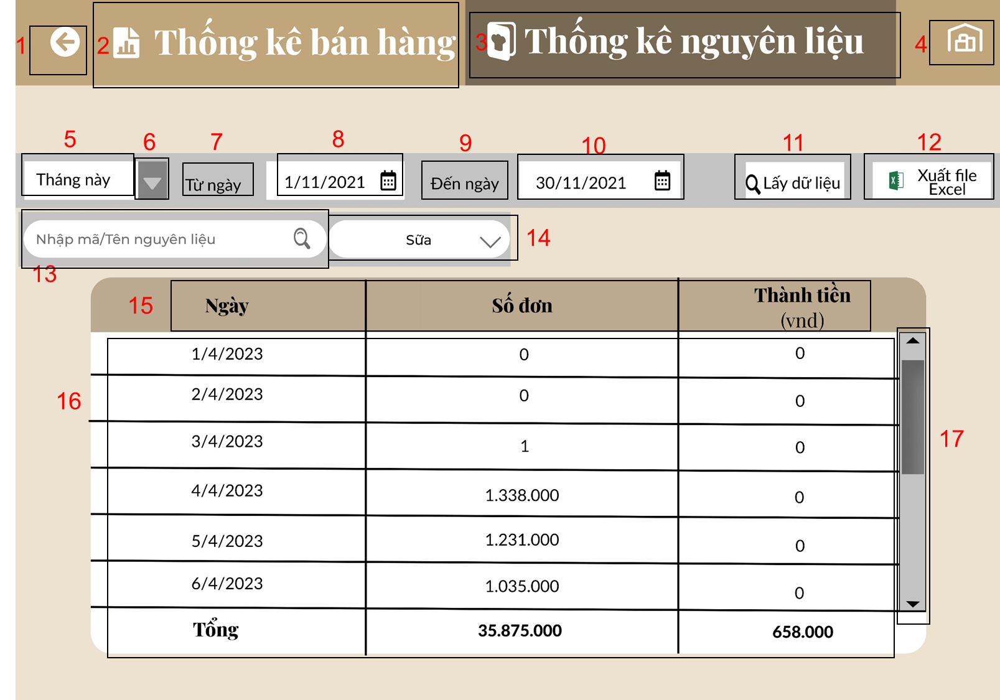 1
2 Thống kê bán hàng
3 Thống kê nguyên liệu
4
5
6
7
8
9
10
11
12
Tháng này
Từ ngày
1/11/2021
Đến ngày
30/11/2021
Lấy dữ liệu
Xuất file
Excel
Nhập mã/Tên nguyên liệu
Sữa
14
13
15
Ngày
Số đơn
Thành tiền
(vnd)
1/4/2023 0 0
16
2/4/2023 0 0
3/4/2023 1 0
17
4/4/2023 1.338.000 0
5/4/2023 1.231.000 0
6/4/2023 1.035.000 0
Tổng 35.875.000 658.000